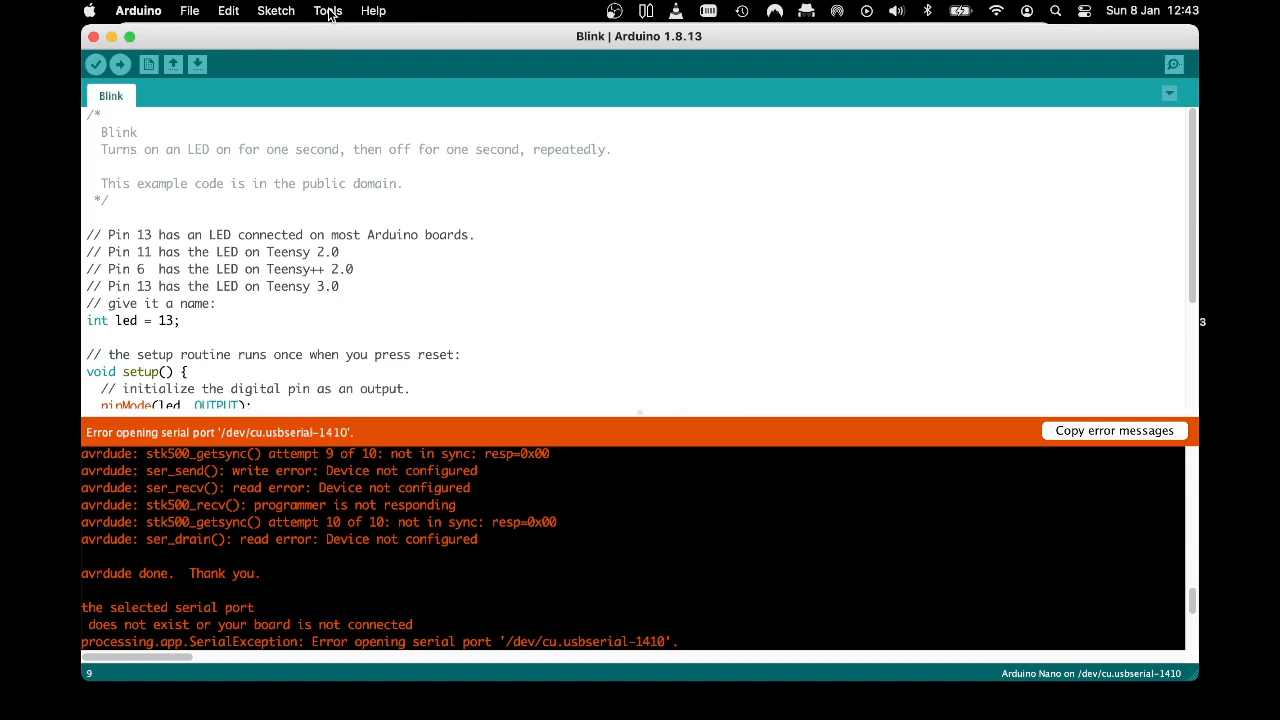 Arduino File Edit Sketch Tools Help Sun 8 Jan 12:43
Blink | Arduino 1.8.13
Blink
/*
Blink
Turns on an LED on for one second, then off for one second, repeatedly.
This example code is in the public domain.
*/
// Pin 13 has an LED connected on most Arduino boards.
// Pin 11 has the LED on Teensy 2.0
// Pin 6  has the LED on Teensy++ 2.0
// Pin 13 has the LED on Teensy 3.0
// give it a name:
int led = 13;
3
// the setup routine runs once when you press reset:
void setup() {
// initialize the digital pin as an output.
pinMode(led, OUTPUT);
Error opening serial port '/dev/cu.usbserial-1410'. Copy error messages
avrdude: stk500_getsync() attempt 9 of 10: not in sync: resp=0x00
avrdude: ser_send(): write error: Device not configured
avrdude: ser_recv(): read error: Device not configured
avrdude: stk500_recv(): programmer is not responding
avrdude: stk500_getsync() attempt 10 of 10: not in sync: resp=0x00
avrdude: ser_drain(): read error: Device not configured
avrdude done.  Thank you.
the selected serial port
does not exist or your board is not connected
processing.app.SerialException: Error opening serial port '/dev/cu.usbserial-1410'.
9 Arduino Nano on /dev/cu.usbserial-1410